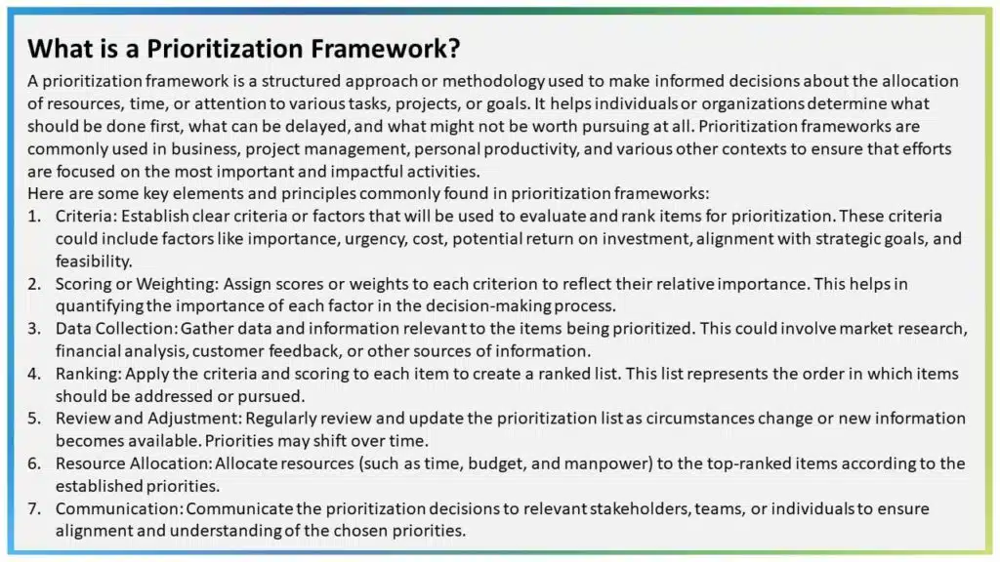 What is a Prioritization Framework?
A prioritization framework is a structured approach or methodology used to make informed decisions about the allocation
of resources, time, or attention to various tasks, projects, or goals. It helps individuals or organizations determine what
should be done first, what can be delayed, and what might not be worth pursuing at all. Prioritization frameworks are
commonly used in business, project management, personal productivity, and various other contexts to ensure that efforts
are focused on the most important and impactful activities.
Here are some key elements and principles commonly found in prioritization frameworks:
1. Criteria: Establish clear criteria or factors that will be used to evaluate and rank items for prioritization. These criteria
could include factors like importance, urgency, cost, potential return on investment, alignment with strategic goals, and
feasibility.
2. Scoring or Weighting: Assign scores or weights to each criterion to reflect their relative importance. This helps in
quantifying the importance of each factor in the decision-making process.
3. Data Collection: Gather data and information relevant to the items being prioritized. This could involve market research,
financial analysis, customer feedback, or other sources of information.
4. Ranking: Apply the criteria and scoring to each item to create a ranked list. This list represents the order in which items
should be addressed or pursued.
5. Review and Adjustment: Regularly review and update the prioritization list as circumstances change or new information
becomes available. Priorities may shift over time.
6. Resource Allocation: Allocate resources (such as time, budget, and manpower) to the top-ranked items according to the
established priorities.
7. Communication: Communicate the prioritization decisions to relevant stakeholders, teams, or individuals to ensure
alignment and understanding of the chosen priorities.